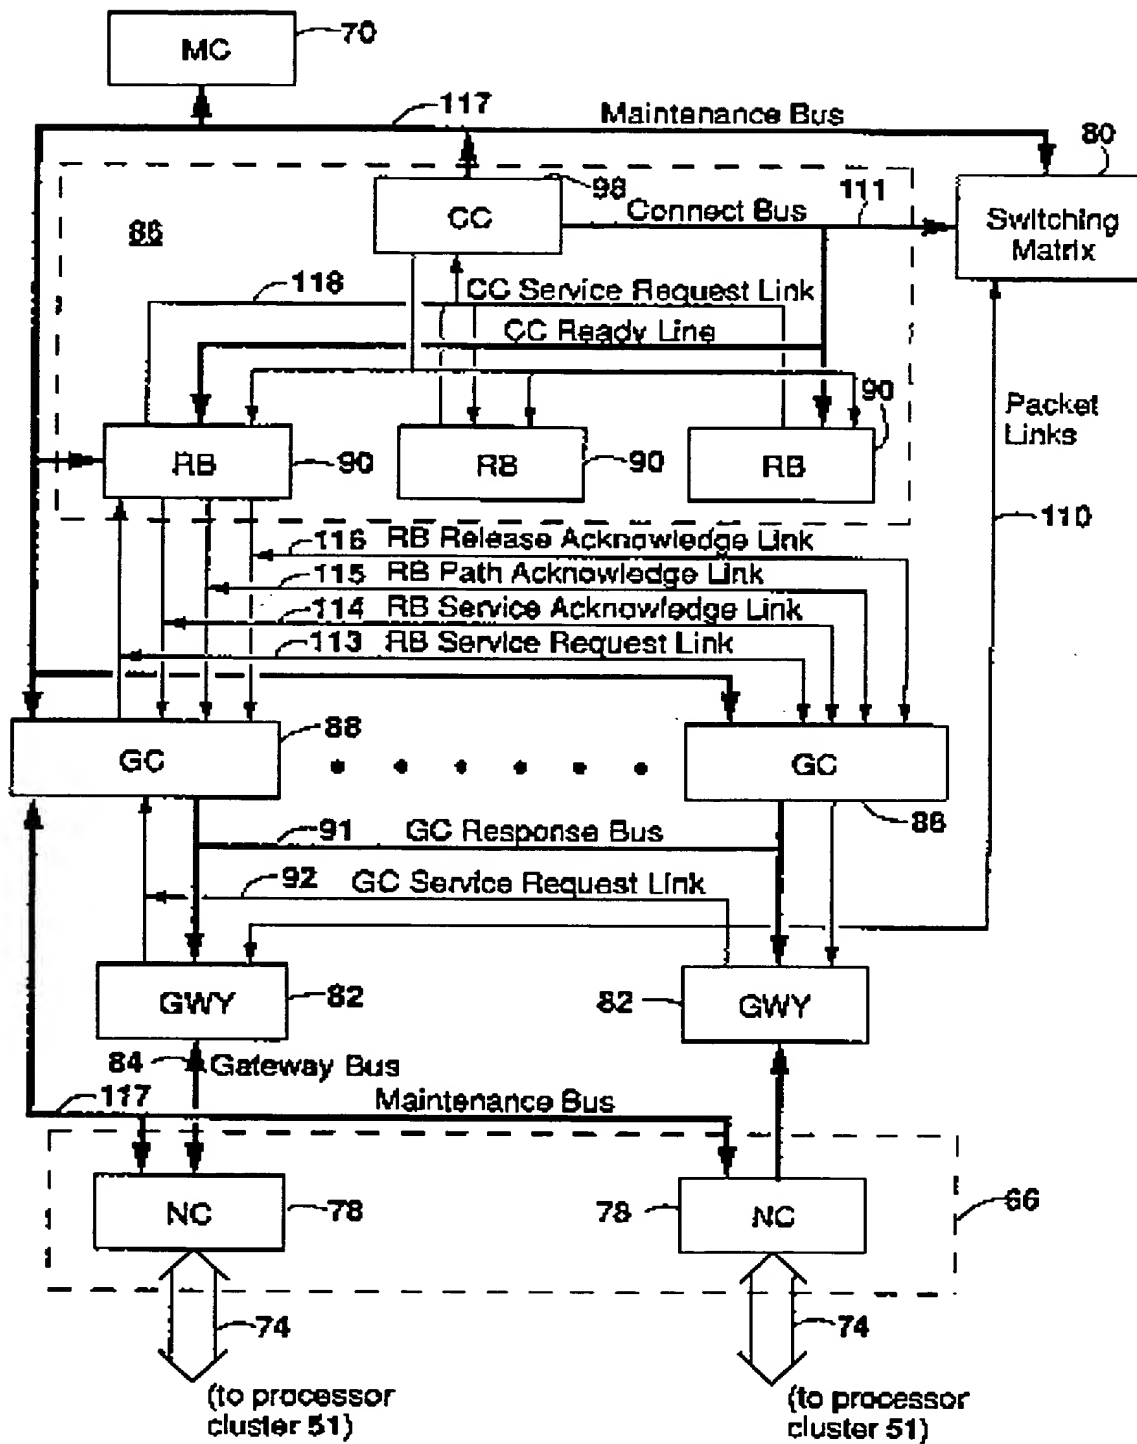 MC 70
117 Maintenance Bus
80
98
CC
Connect Bus 111
Switching
Matrix
86
118 CC Service Request Link
CC Ready Line
90
Packet
Links
RB 90 RB 90 RB
110
116 RB Release Acknowledge Link
115 RB Path Acknowledge Link
114 RB Service Acknowledge Link
113 RB Service Request Link
88
GC GC
88
91 GC Response Bus
92 GC Service Request Link
GWY 82 82 GWY
84 Gateway Bus
117 Maintenance Bus
NC 78 78 NC 66
74 74
(to processor
cluster 51)
(to processor
cluster 51)